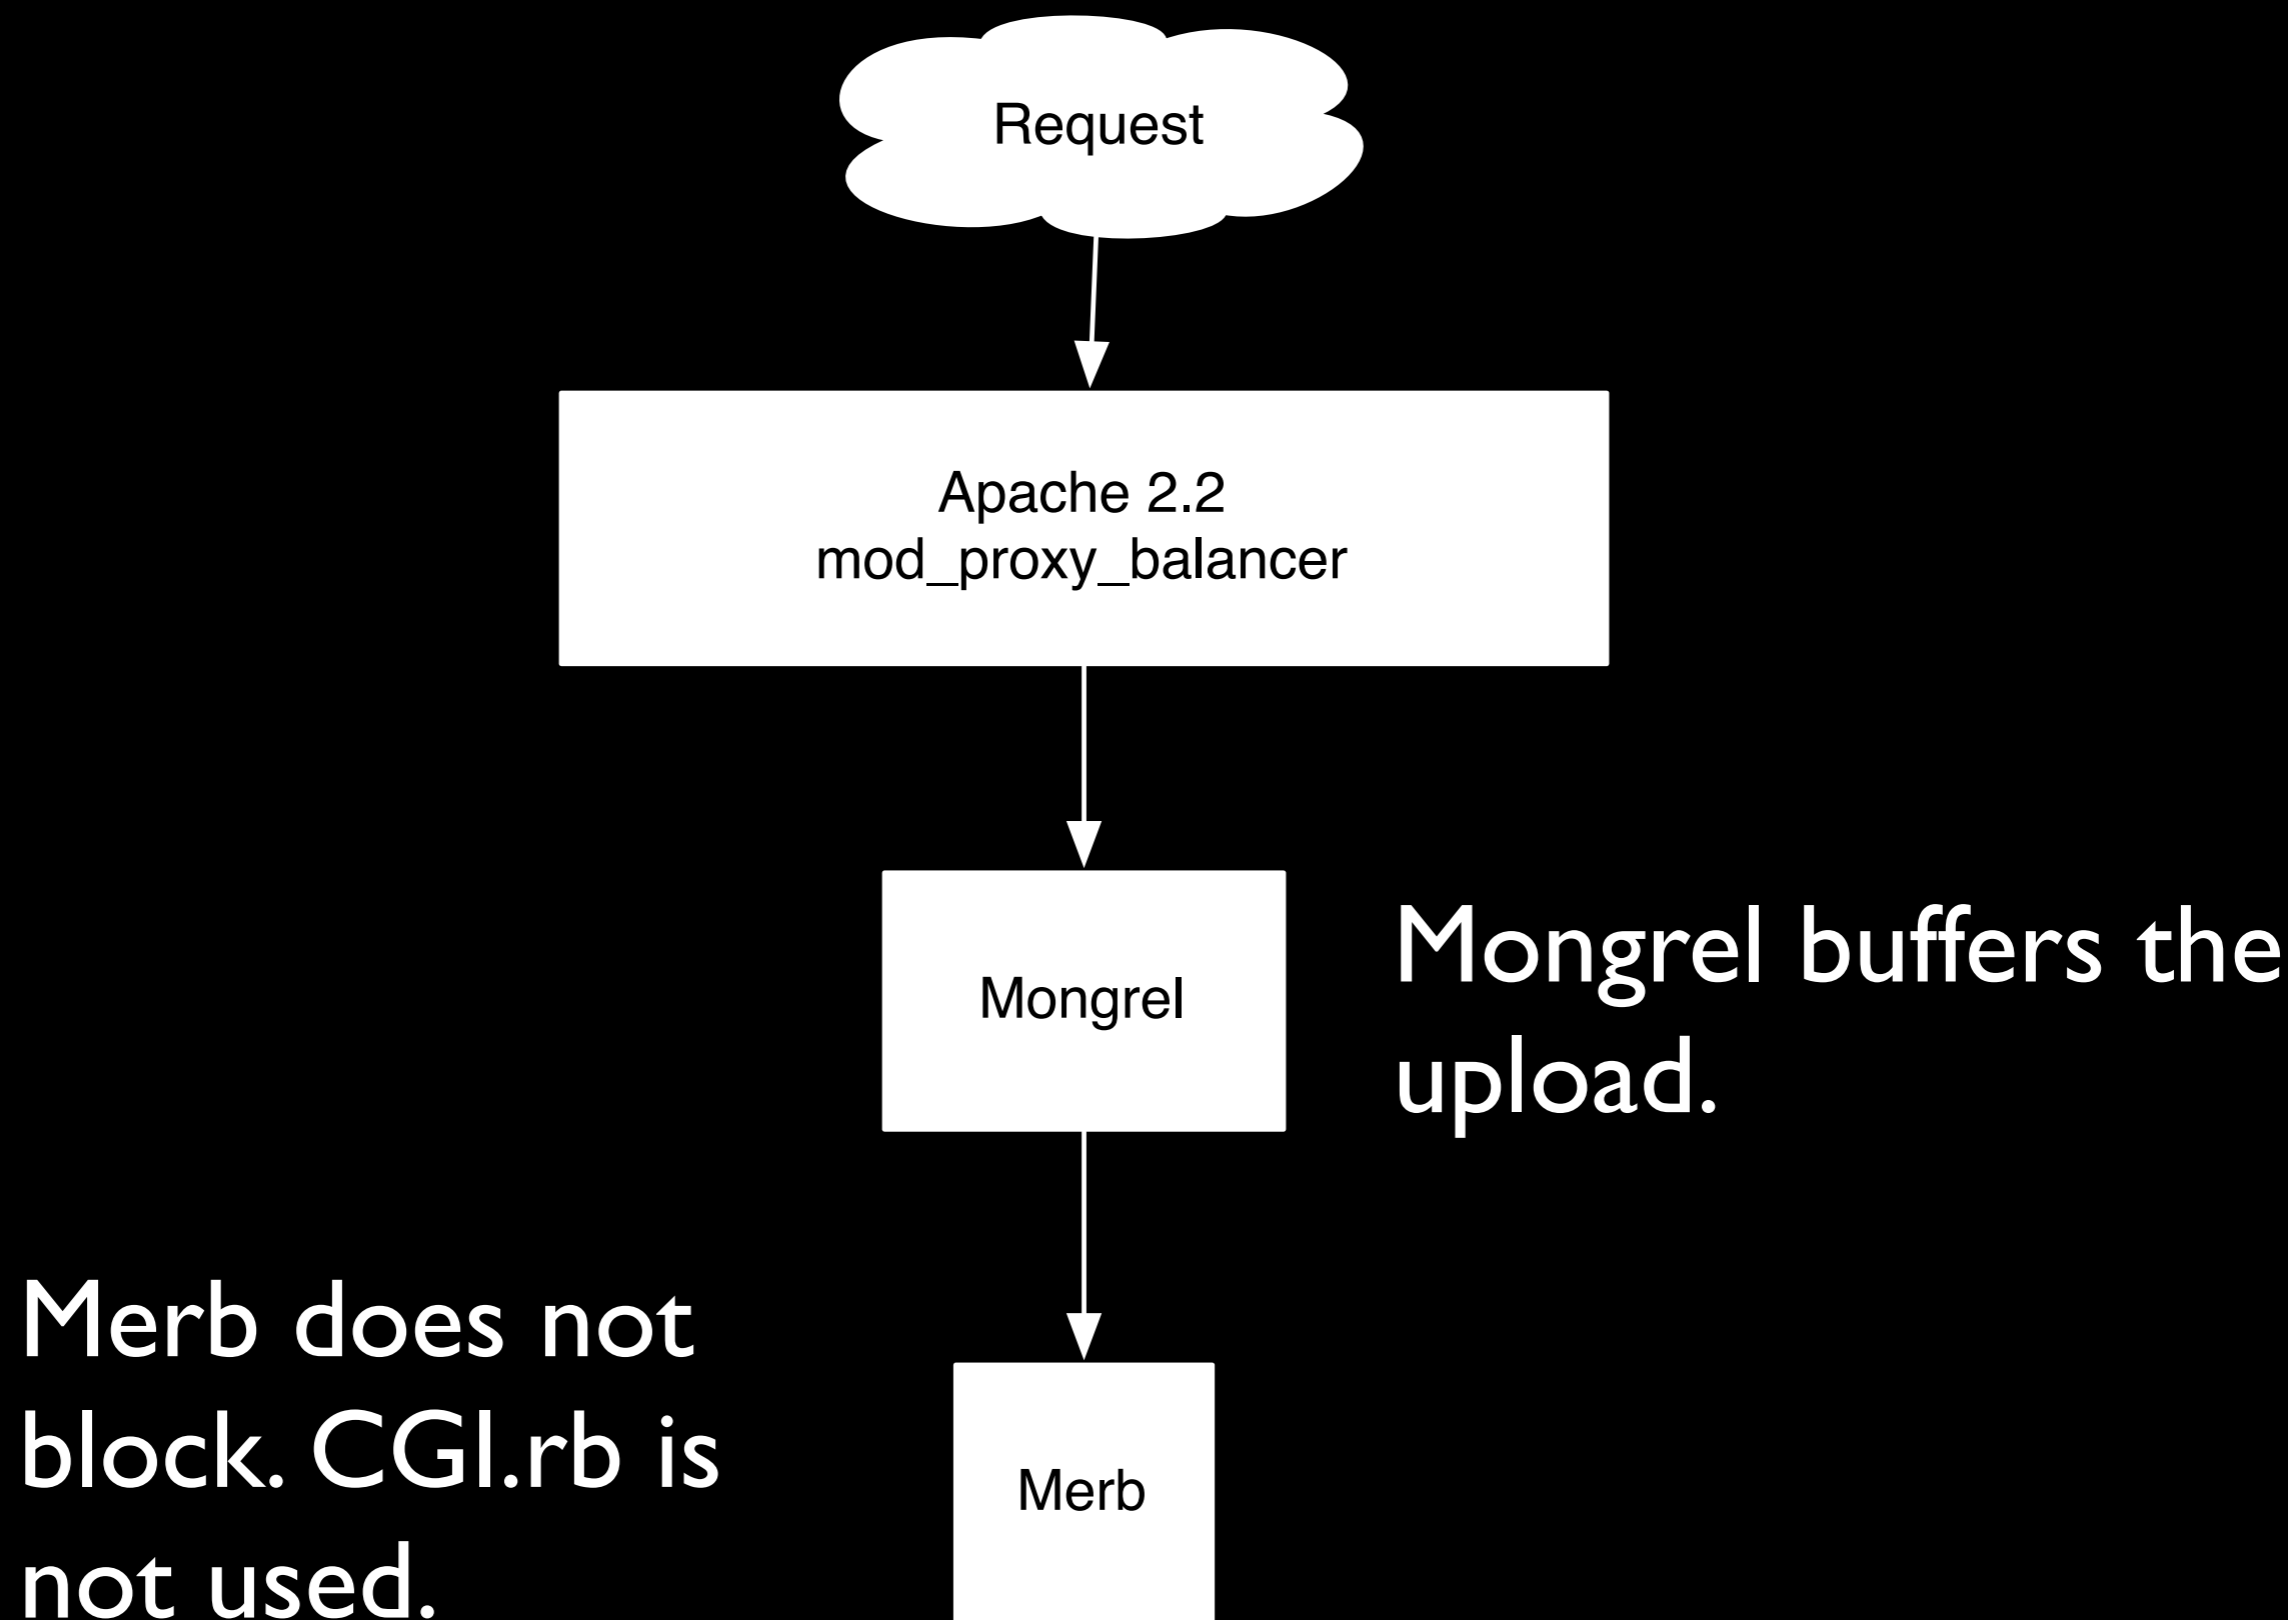 Request
Apache 2.2
mod_proxy_balancer
Mongrel
Mongrel buffers the
upload.
Merb does not
block. CGI.rb is
not used.
Merb